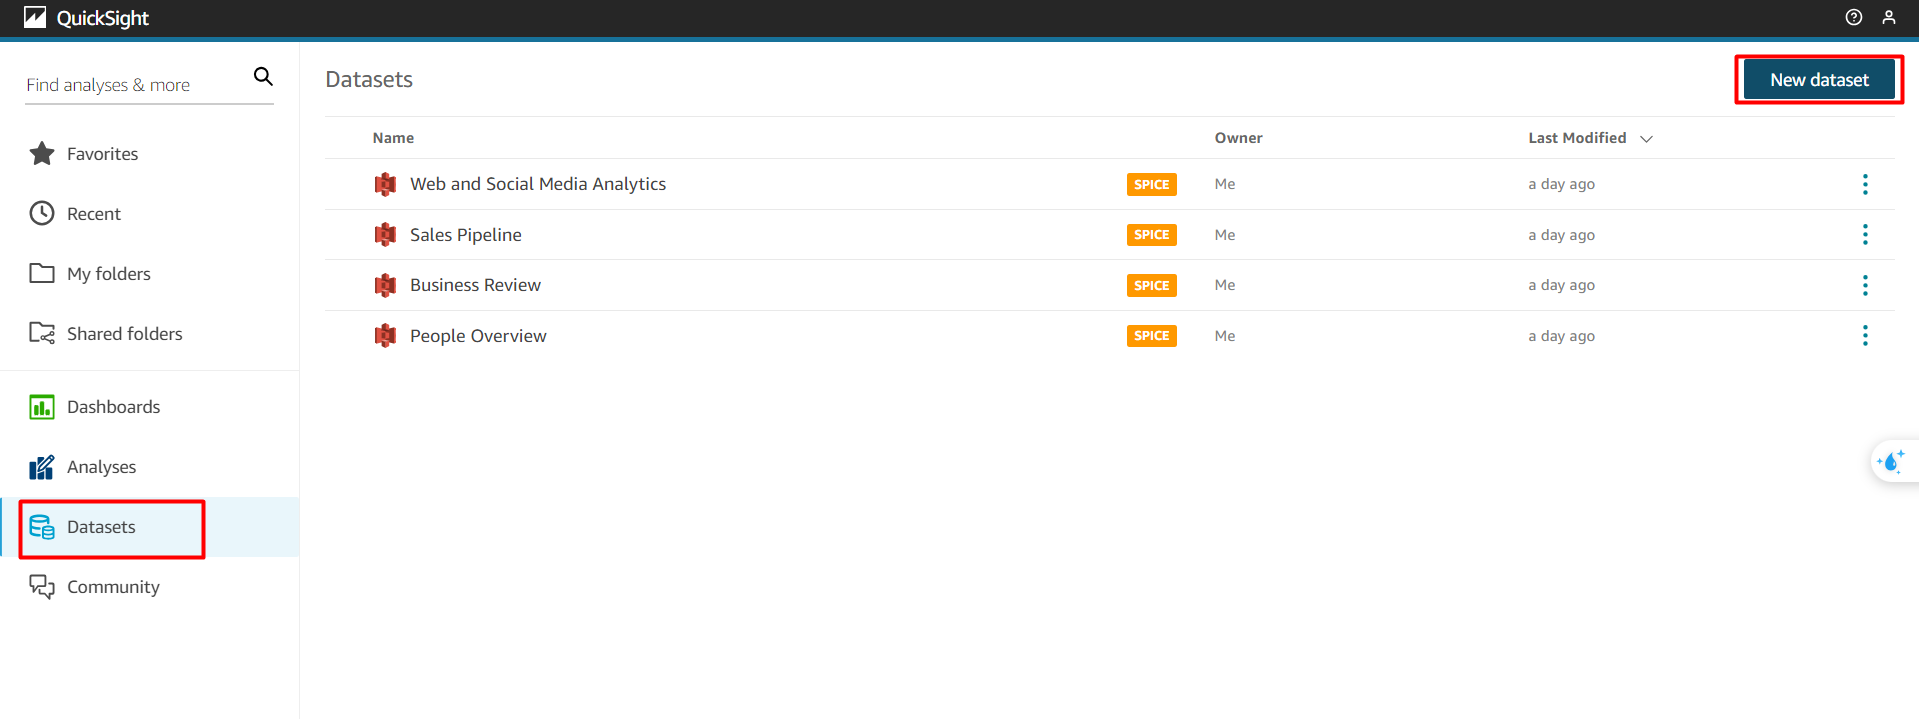 QuickSight
Find analyses & more
Favorites
Recent
My folders
Shared folders
Dashboards
Analyses
Datasets
Community
Datasets
New dataset
Name Owner Last Modified
Web and Social Media Analytics SPICE Me a day ago
Sales Pipeline SPICE Me a day ago
Business Review SPICE Me a day ago
People Overview SPICE Me a day ago